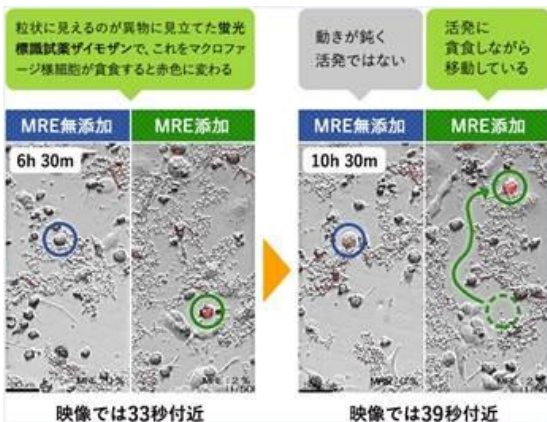 粒状に見えるのが異物に見立てた蛍光
標識試薬ザイモザンで、これをマクロファ
ージ様細胞が貪食すると赤色に変わる
動きが鈍く
活発ではない
活発に
貪食しながら
移動している
MRE無添加
MRE添加
MRE無添加
MRE添加
6h 30m
10h 30m
MRE:2%
MRE:2%
映像では33秒付近
映像では39秒付近